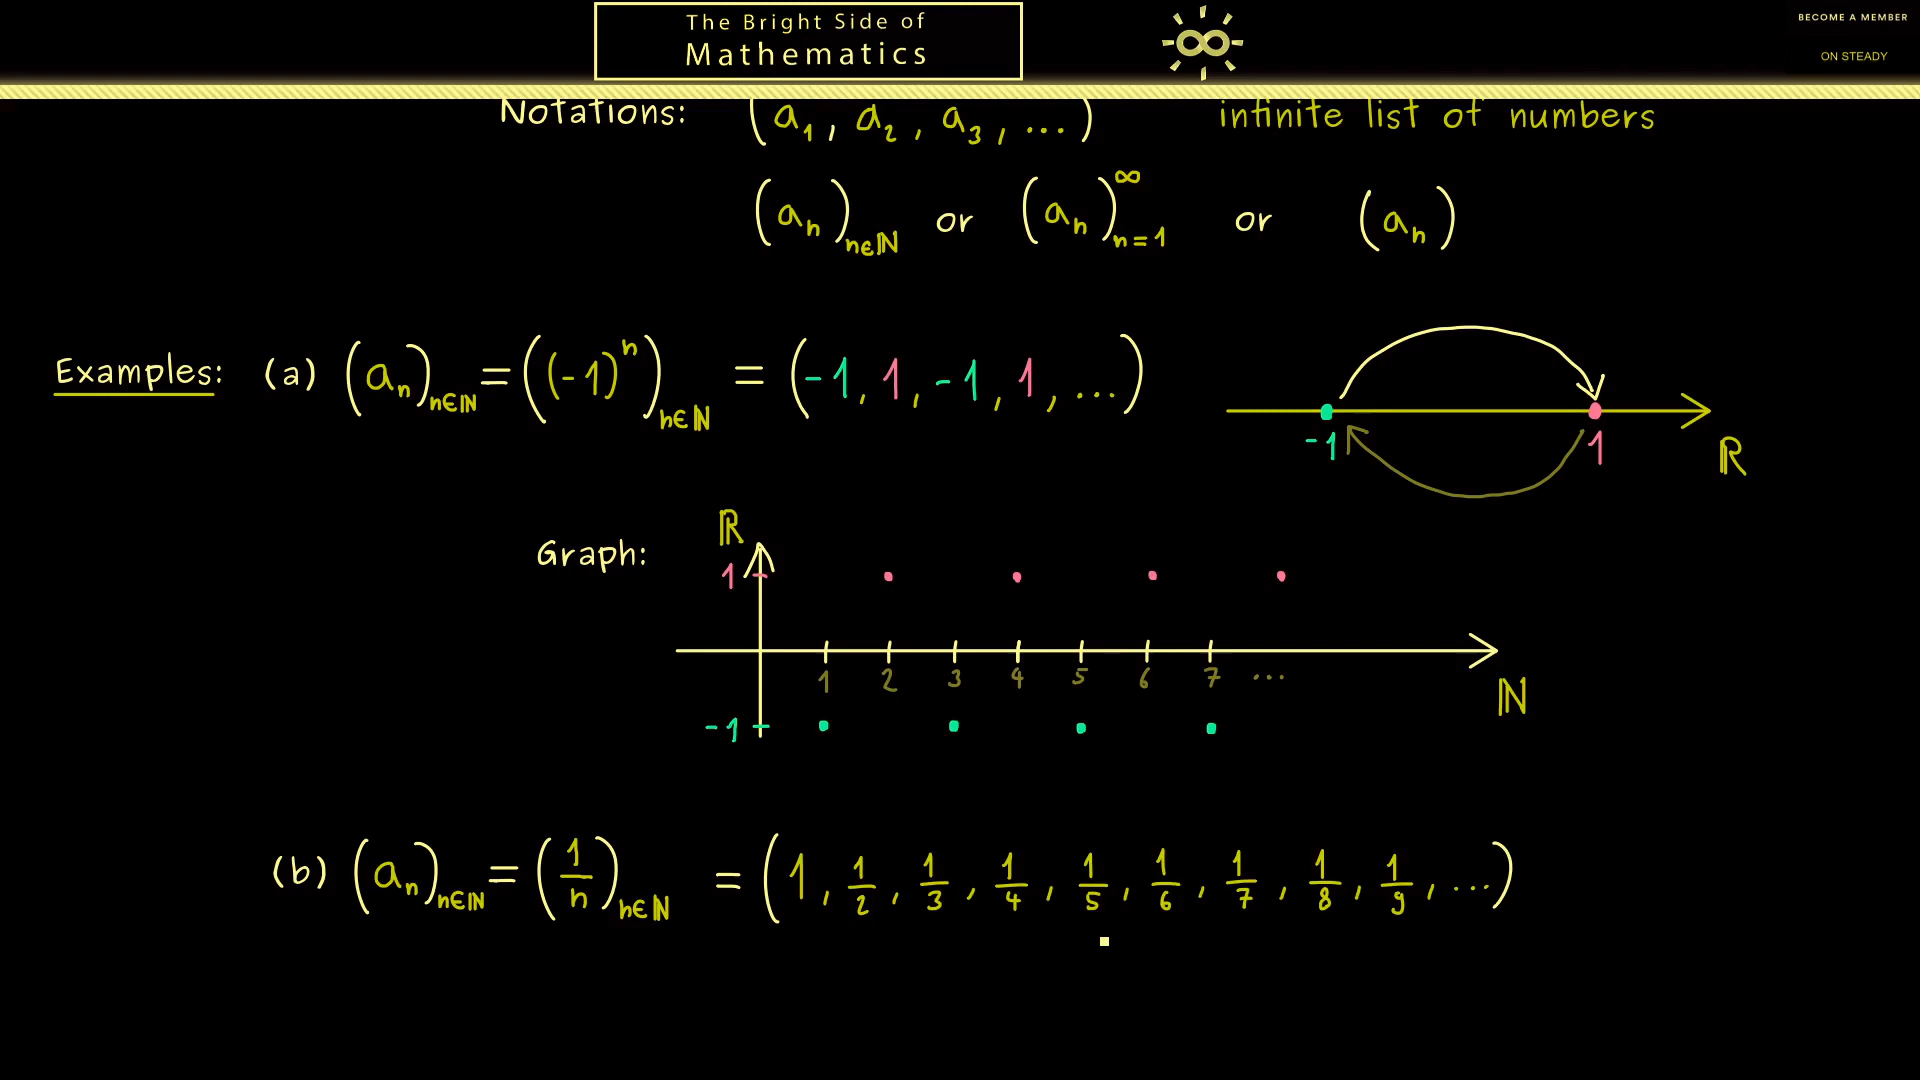 The Bright Side of
Mathematics
BECOME A MEMBER
ON STEADY
Notations: (a₁, a₂, a₃, ...) infinite list of numbers
(aₙ)ₙ∈ℕ or (aₙ)ₙ₌₁^∞ or (aₙ)
Examples: (a) (aₙ)ₙ∈ℕ = ((-1)ⁿ)ₙ∈ℕ = (-1, 1, -1, 1, ...)
-1 1 ℝ
Graph: ℝ
1
1 2 3 4 5 6 7 ...
ℕ
-1
(b) (aₙ)ₙ∈ℕ = (1/n)ₙ∈ℕ = (1, 1/2, 1/3, 1/4, 1/5, 1/6, 1/7, 1/8, 1/9, ...)